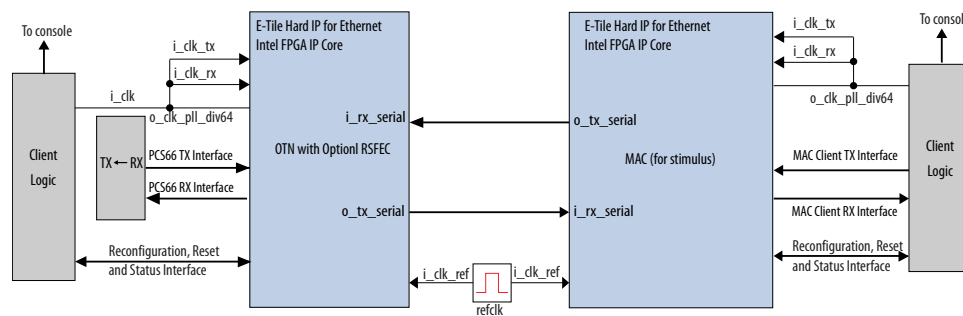 To console
Client
Logic
i_clk
i_clk_tx
i_clk_rx
o_clk_pll_div64
TX ← RX
PCS66 TX Interface
PCS66 RX Interface
Reconfiguration, Reset
and Status Interface
E-Tile Hard IP for Ethernet
Intel FPGA IP Core
i_rx_serial
OTN with Optionl RSFEC
o_tx_serial
i_clk_ref
refclk
i_clk_ref
E-Tile Hard IP for Ethernet
Intel FPGA IP Core
o_tx_serial
MAC (for stimulus)
i_rx_serial
i_clk_tx
i_clk_rx
o_clk_pll_div64
MAC Client TX Interface
MAC Client RX Interface
Reconfiguration, Reset
and Status Interface
To console
Client
Logic